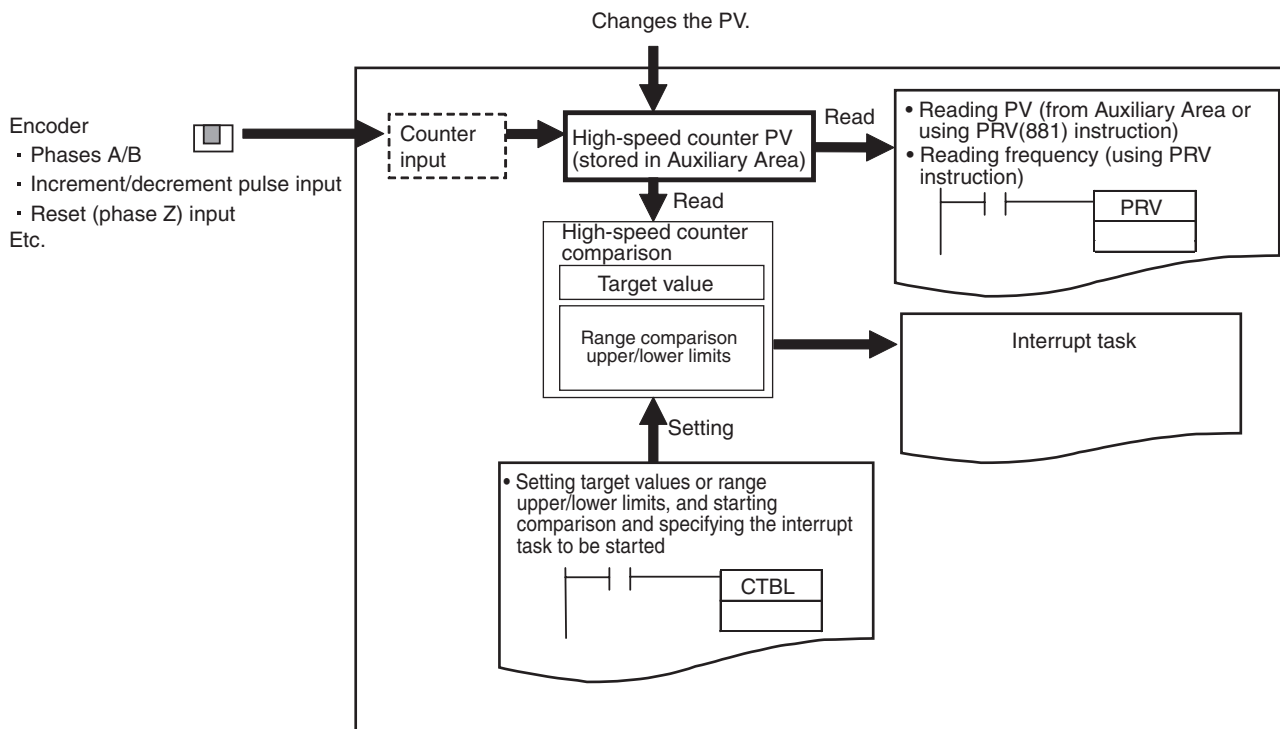 Changes the PV.
Encoder
· Phases A/B
· Increment/decrement pulse input
· Reset (phase Z) input
Etc.
Counter
input
High-speed counter PV
(stored in Auxiliary Area)
Read
• Reading PV (from Auxiliary Area or
using PRV(881) instruction)
• Reading frequency (using PRV
instruction)
PRV
Read
High-speed counter
comparison
Target value
Range comparison
upper/lower limits
Interrupt task
Setting
• Setting target values or range
upper/lower limits, and starting
comparison and specifying the interrupt
task to be started
CTBL